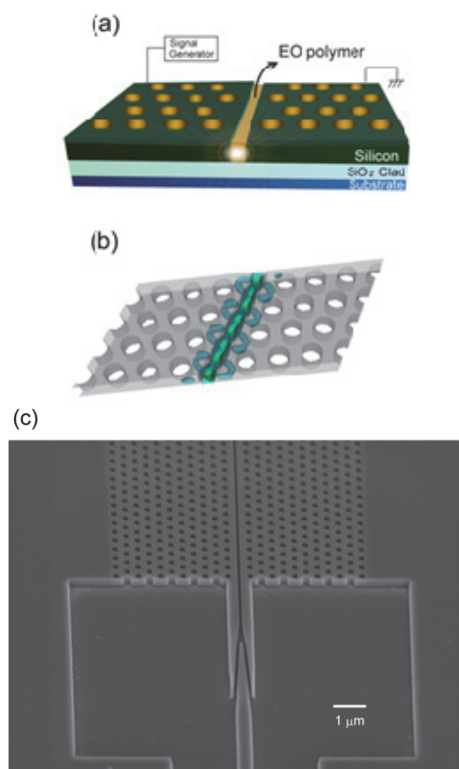 (a)
Signal
Generator
EO polymer
Silicon
SiO₂ Clad
Substrate
(b)
(c)
1 μm